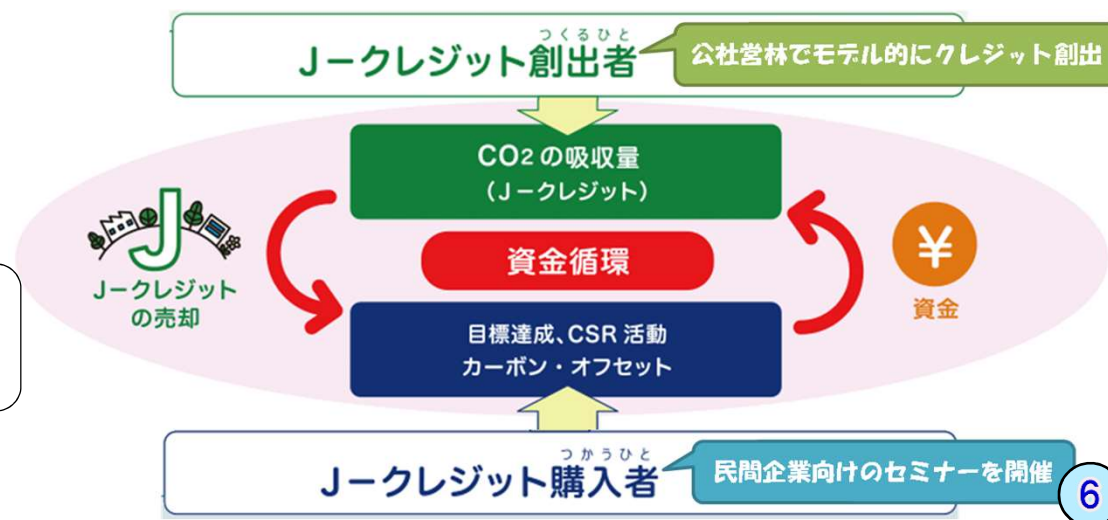 つくるひと
J-クレジット創出者
公社営林でモデル的にクレジット創出
CO2の吸収量
(J-クレジット)
J
J-クレジット
の売却
資金循環
¥
資金
目標達成、CSR活動
カーボン・オフセット
つかうひと
J-クレジット購入者
民間企業向けのセミナーを開催
6